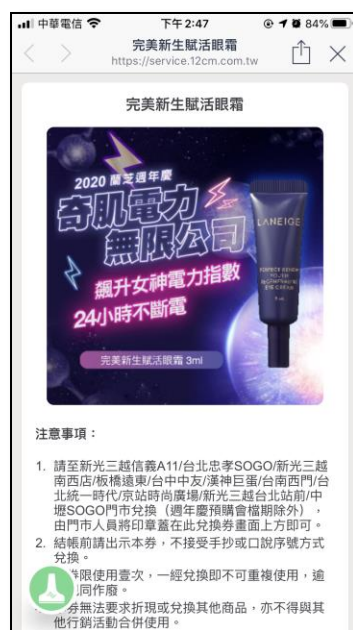 中華電信
下午2:47
84%
完美新生賦活眼霜
https://service.12cm.com.tw
完美新生賦活眼霜
2020 蘭芝週年慶
奇肌電力
無限公司
飆升女神電力指數
24小時不斷電
LANEIGE
PERFECT RENEW
EYE CREAM
完美新生賦活眼霜 3ml
注意事項：
1. 請至新光三越信義A11/台北忠孝SOGO/新光三越
南西店/板橋遠東/台中中友/漢神巨蛋/台南西門/台
北統一時代/京站時尚廣場/新光三越台北站前/中
壢SOGO門市兌換（週年慶預購會檔期除外），
由門市人員將印章蓋在此兌換券畫面上方即可。
2. 結帳前請出示本券，不接受手抄或口說序號方式
兌換。
券限使用壹次，一經兌換即不可重複使用，逾
同作廢。
券無法要求折現或兌換其他商品，亦不得與其
他行銷活動合併使用。